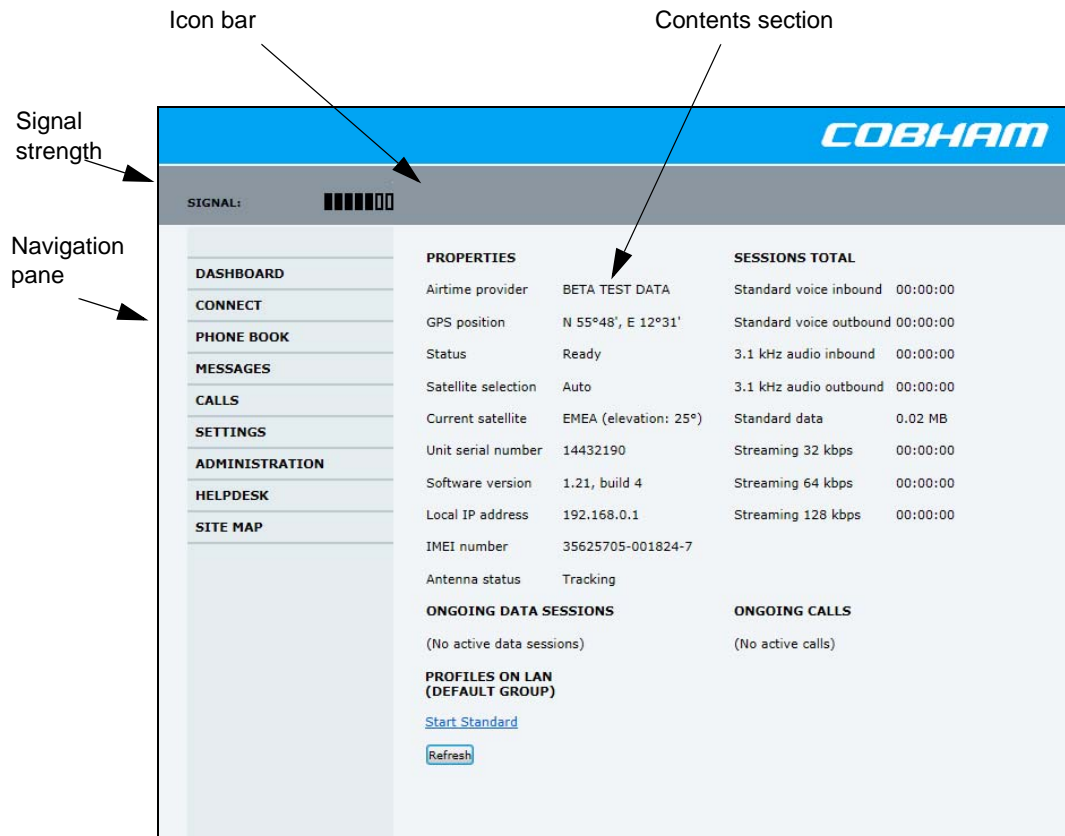 Icon bar
Contents section
Signal
strength
Navigation
pane
COBHAM
SIGNAL:
DASHBOARD
CONNECT
PHONE BOOK
MESSAGES
CALLS
SETTINGS
ADMINISTRATION
HELPDESK
SITE MAP
PROPERTIES
Airtime provider BETA TEST DATA
GPS position N 55°48', E 12°31'
Status Ready
Satellite selection Auto
Current satellite EMEA (elevation: 25°)
Unit serial number 14432190
Software version 1.21, build 4
Local IP address 192.168.0.1
IMEI number 35625705-001824-7
Antenna status Tracking
SESSIONS TOTAL
Standard voice inbound 00:00:00
Standard voice outbound 00:00:00
3.1 kHz audio inbound 00:00:00
3.1 kHz audio outbound 00:00:00
Standard data 0.02 MB
Streaming 32 kbps 00:00:00
Streaming 64 kbps 00:00:00
Streaming 128 kbps 00:00:00
ONGOING DATA SESSIONS
(No active data sessions)
ONGOING CALLS
(No active calls)
PROFILES ON LAN
(DEFAULT GROUP)
Start Standard
Refresh